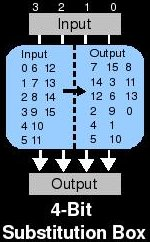 3 2 1 0
Input
Input Output
0 6 12 7 15 8
1 7 13 14 3 11
2 8 14 12 6 13
3 9 15 2 9 0
4 10 4 1
5 11 5 10
Output
4-Bit
Substitution Box